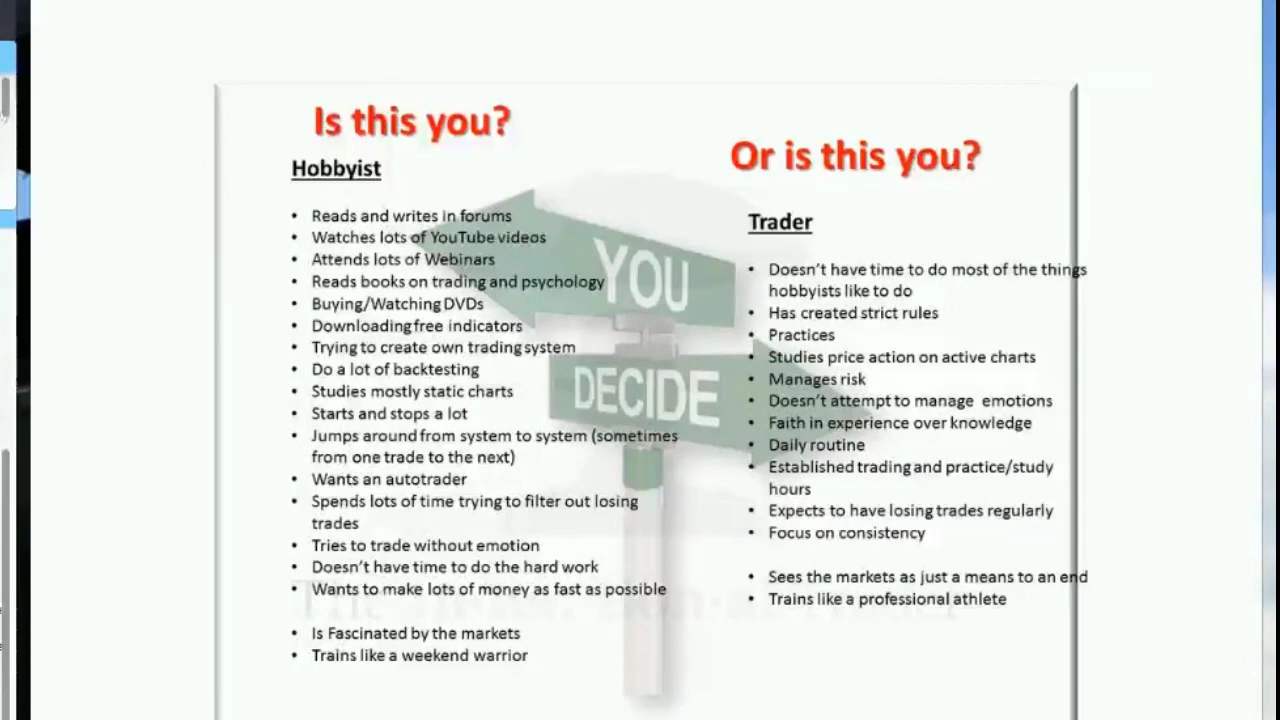 Is this you?
Hobbyist
• Reads and writes in forums
• Watches lots of YouTube videos
• Attends lots of Webinars
• Reads books on trading and psychology
• Buying/Watching DVDs
• Downloading free indicators
• Trying to create own trading system
• Do a lot of backtesting
• Studies mostly static charts
• Starts and stops a lot
• Jumps around from system to system (sometimes
from one trade to the next)
• Wants an autotrader
• Spends lots of time trying to filter out losing
trades
• Tries to trade without emotion
• Doesn't have time to do the hard work
• Wants to make lots of money as fast as possible
• Is Fascinated by the markets
• Trains like a weekend warrior
YOU
DECIDE
Or is this you?
Trader
• Doesn't have time to do most of the things
hobbyists like to do
• Has created strict rules
• Practices
• Studies price action on active charts
• Manages risk
• Doesn't attempt to manage emotions
• Faith in experience over knowledge
• Daily routine
• Established trading and practice/study
hours
• Expects to have losing trades regularly
• Focus on consistency
• Sees the markets as just a means to an end
• Trains like a professional athlete